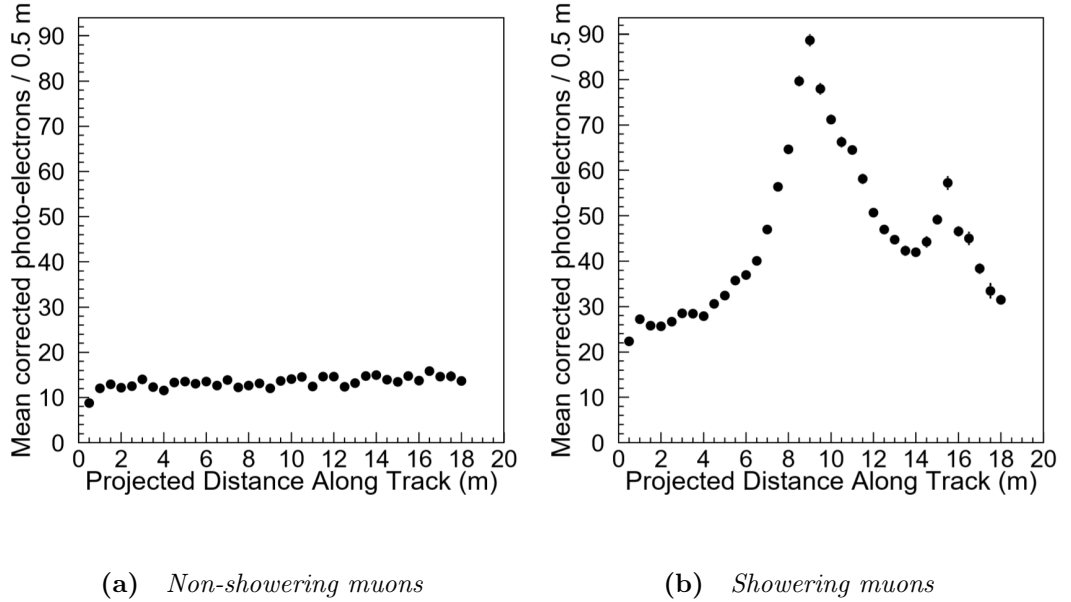 Mean corrected photo-electrons / 0.5 m
90
80
70
60
50
40
30
20
10
0
0 2 4 6 8 10 12 14 16 18 20
Projected Distance Along Track (m)
(a) Non-showering muons
Mean corrected photo-electrons / 0.5 m
90
80
70
60
50
40
30
20
10
0
0 2 4 6 8 10 12 14 16 18 20
Projected Distance Along Track (m)
(b) Showering muons